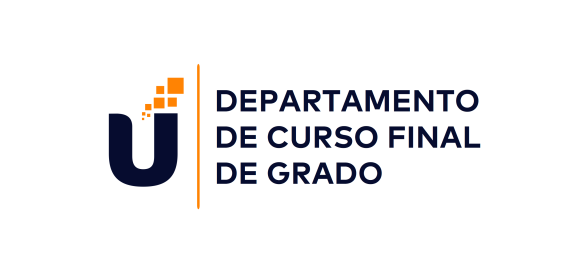 U
DEPARTAMENTO
DE CURSO FINAL
DE GRADO